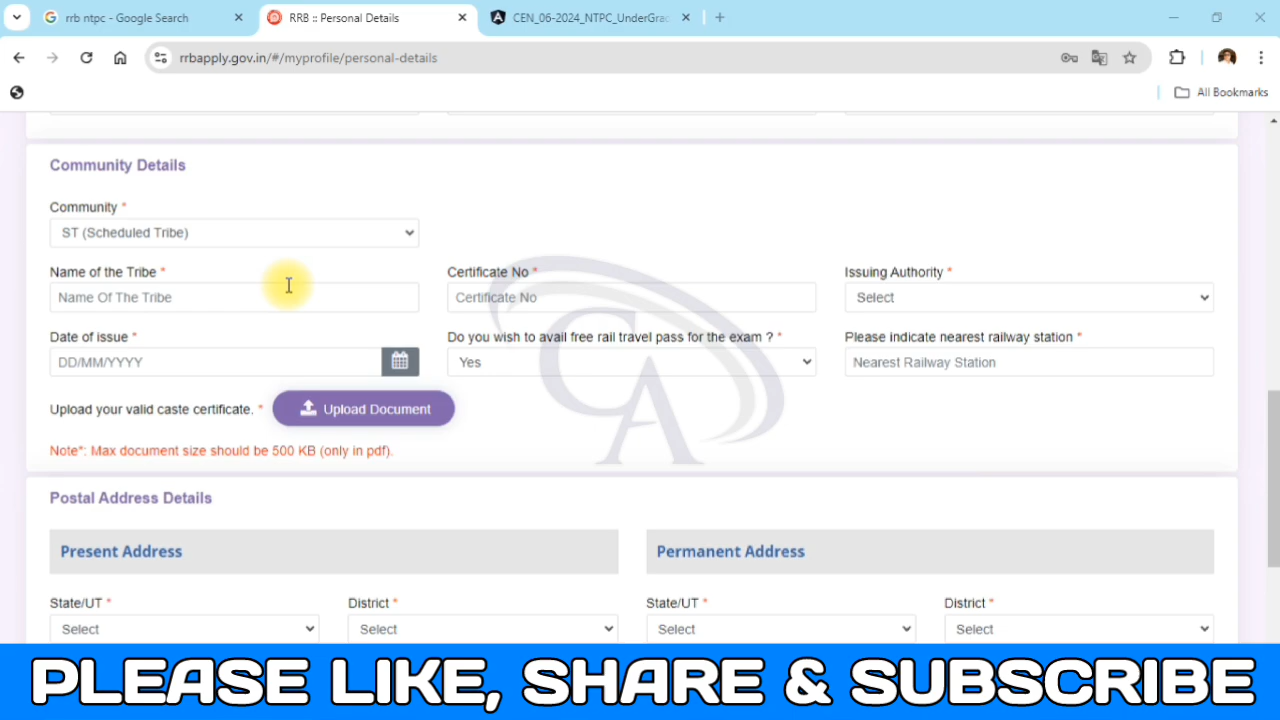 rrb ntpc - Google Search
RRB :: Personal Details
CEN_06-2024_NTPC_UnderGrac
rrbapply.gov.in/#/myprofile/personal-details
All Bookmarks
Community Details
Community *
ST (Scheduled Tribe)
Name of the Tribe * Certificate No * Issuing Authority *
Name Of The Tribe Certificate No Select
Date of issue * Do you wish to avail free rail travel pass for the exam ? * Please indicate nearest railway station *
DD/MM/YYYY Yes Nearest Railway Station
Upload your valid caste certificate. * Upload Document
Note*: Max document size should be 500 KB (only in pdf).
CA
Postal Address Details
Present Address Permanent Address
State/UT * District * State/UT * District *
Select Select Select Select
PLEASE LIKE, SHARE & SUBSCRIBE